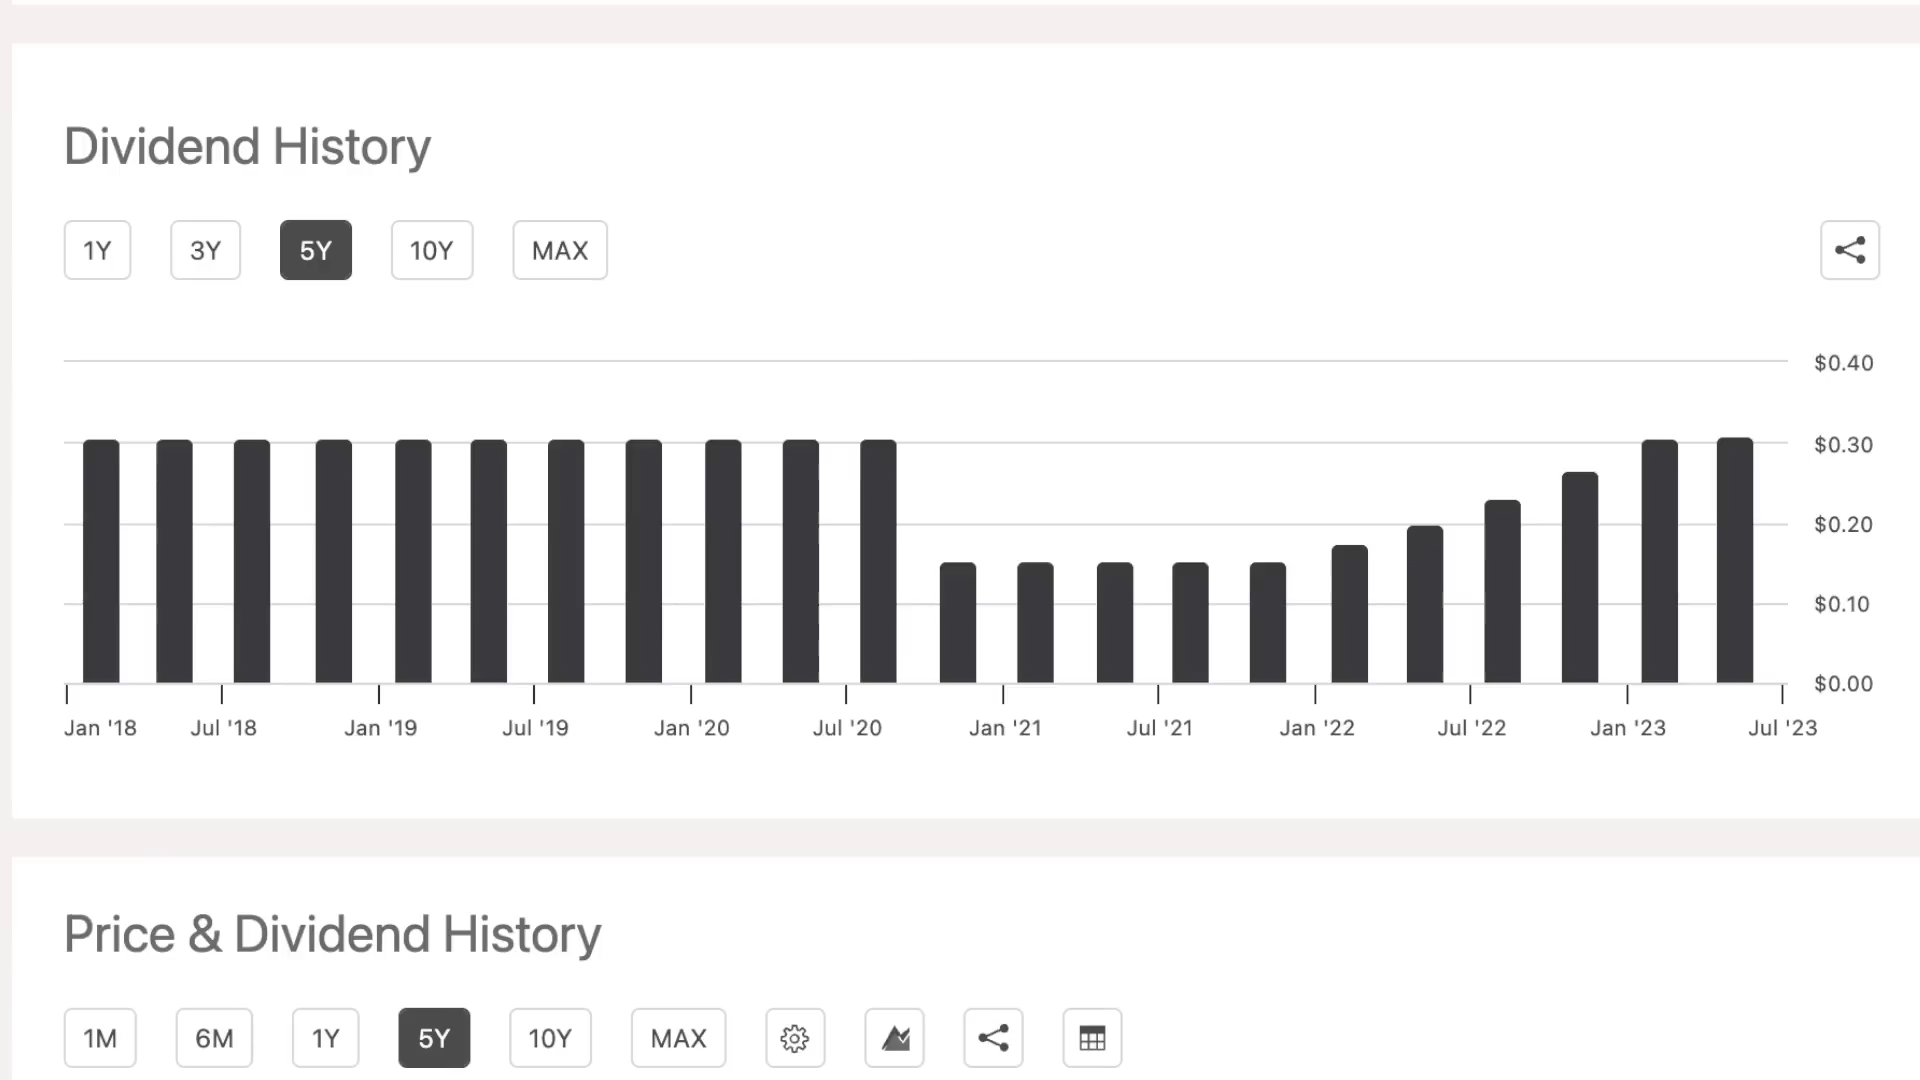 Dividend History
1Y 3Y 5Y 10Y MAX
$0.40
$0.30
$0.20
$0.10
$0.00
Jan '18 Jul '18 Jan '19 Jul '19 Jan '20 Jul '20 Jan '21 Jul '21 Jan '22 Jul '22 Jan '23 Jul '23
Price & Dividend History
1M 6M 1Y 5Y 10Y MAX